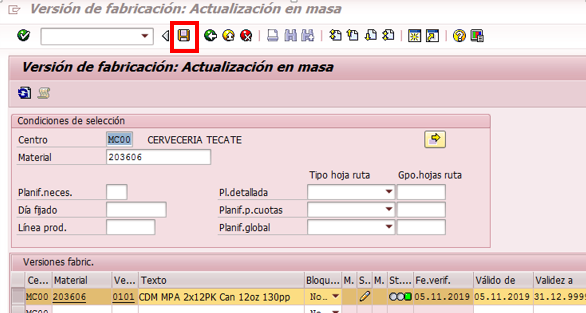 Versión de fabricación: Actualización en masa
Versión de fabricación: Actualización en masa
Condiciones de selección
Centro MC00 CERVECERIA TECATE
Material 203606
Tipo hoja ruta Gpo.hojas ruta
Planif.neces. Pl.detallada
Día fijado Planif.p.cuotas
Línea prod. Planif.global
Versiones fabric.
Ce... Material Ve... Texto Bloqu... M. S.. M. St.... Fe.verif. Válido de Validez a
MC00 203606 0101 CDM MPA 2x12PK Can 12oz 130pp No... 05.11.2019 05.11.2019 31.12.9999
MC00 No...